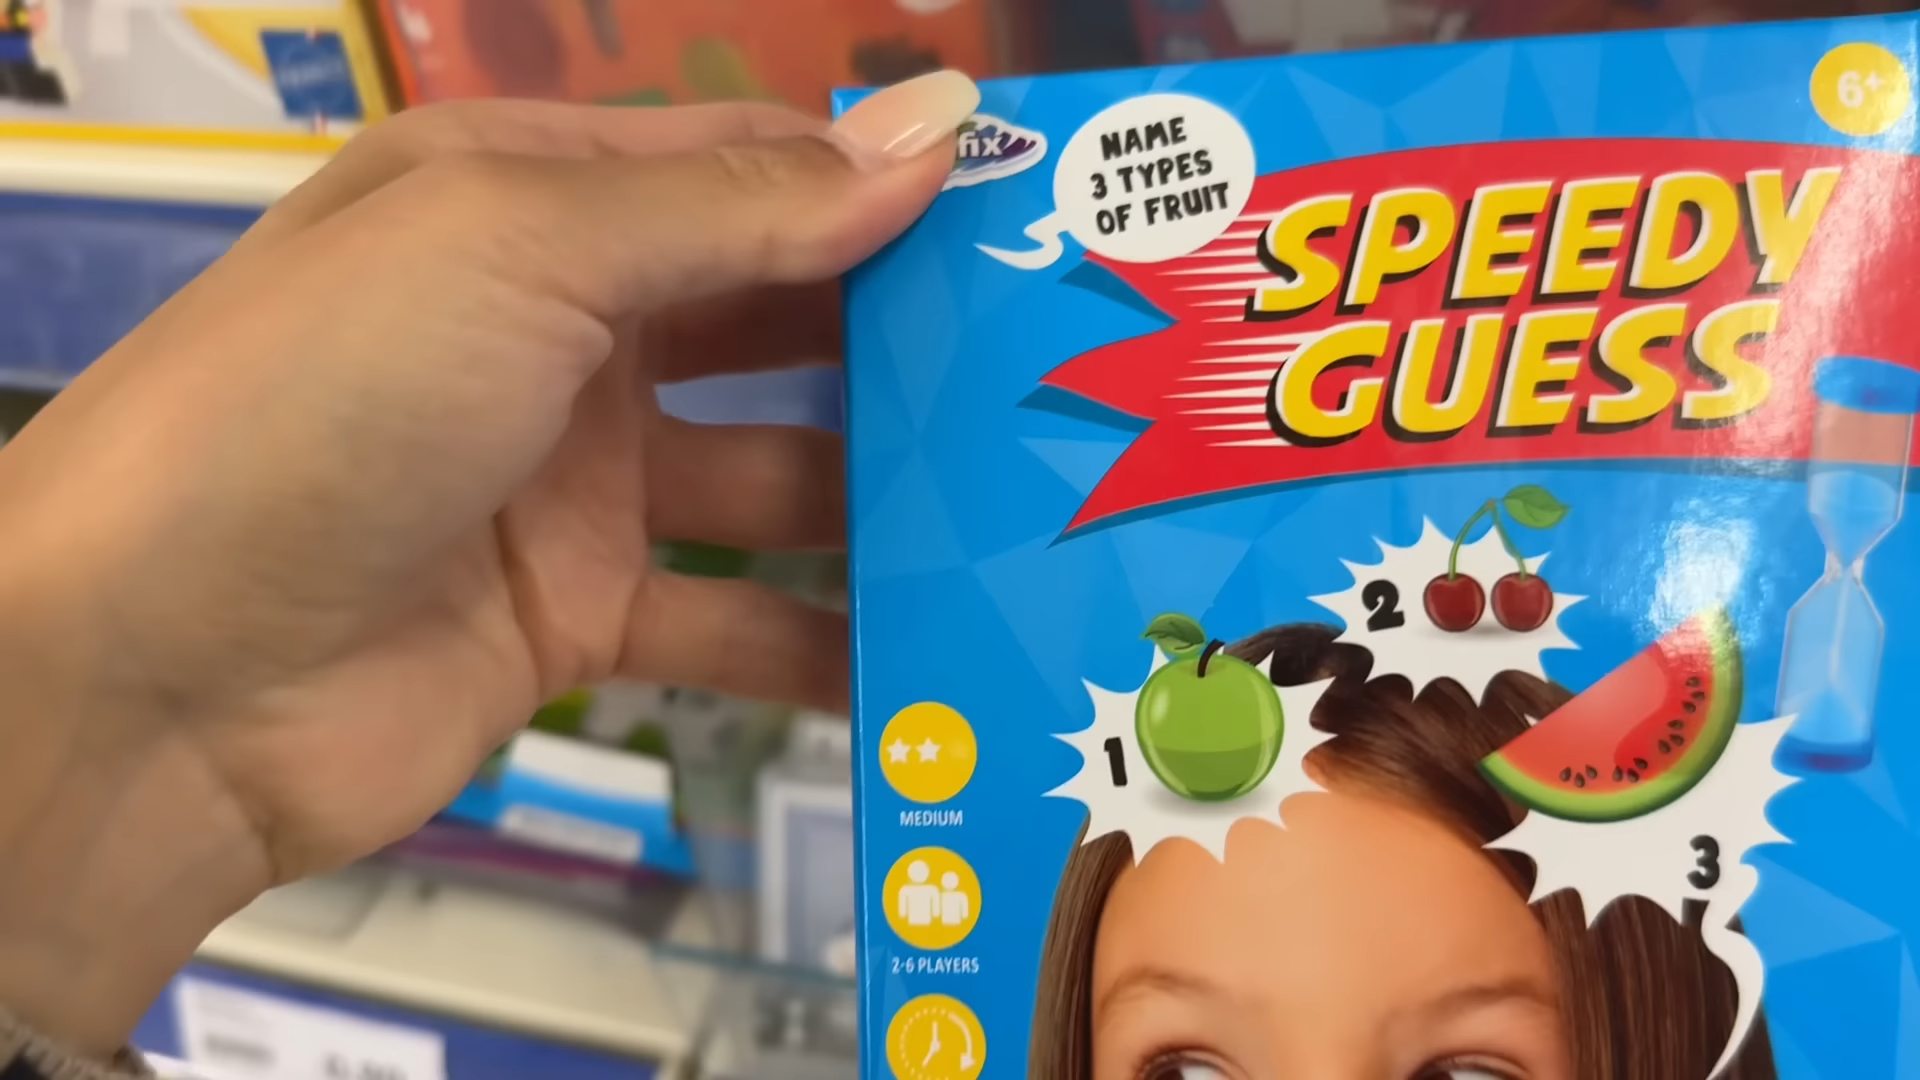 fix
NAME
3 TYPES
OF FRUIT
6+
SPEEDY
GUESS
2
1
3
MEDIUM
2-6 PLAYERS